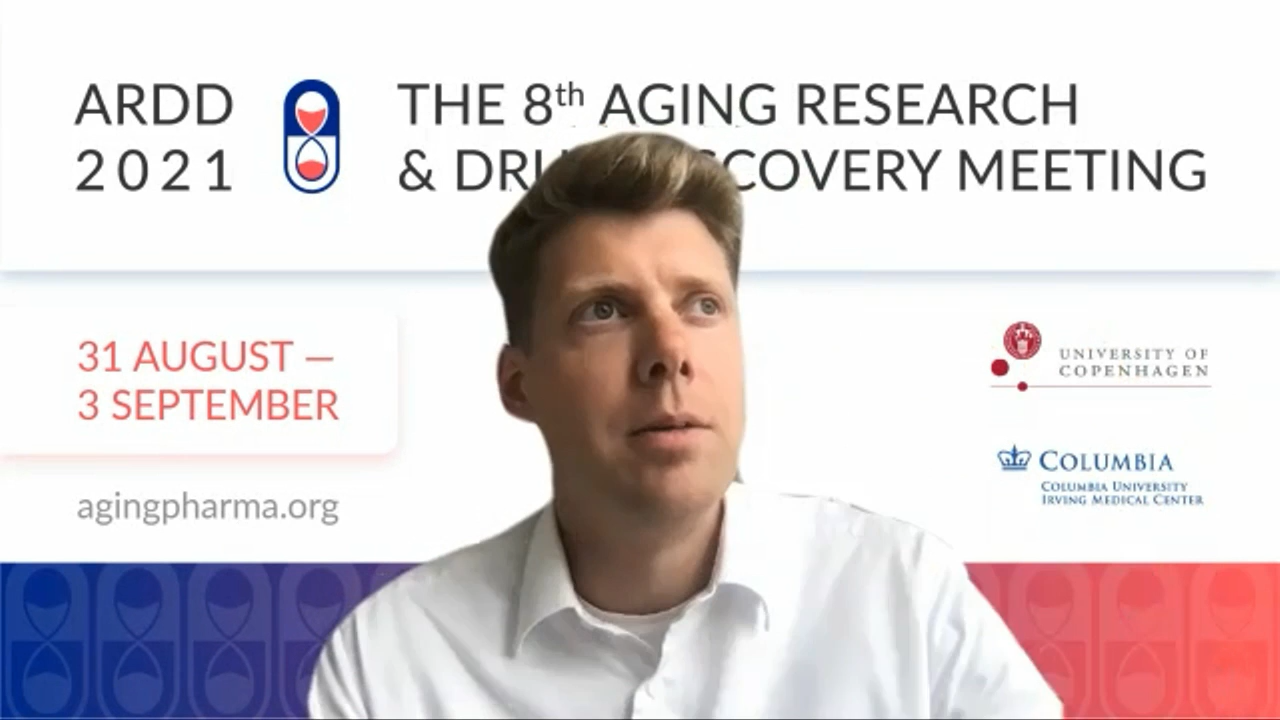 ARDD
2021
THE 8th AGING RESEARCH
& DRU COVERY MEETING
31 AUGUST —
3 SEPTEMBER
agingpharma.org
UNIVERSITY OF
COPENHAGEN
COLUMBIA
COLUMBIA UNIVERSITY
IRVING MEDICAL CENTER